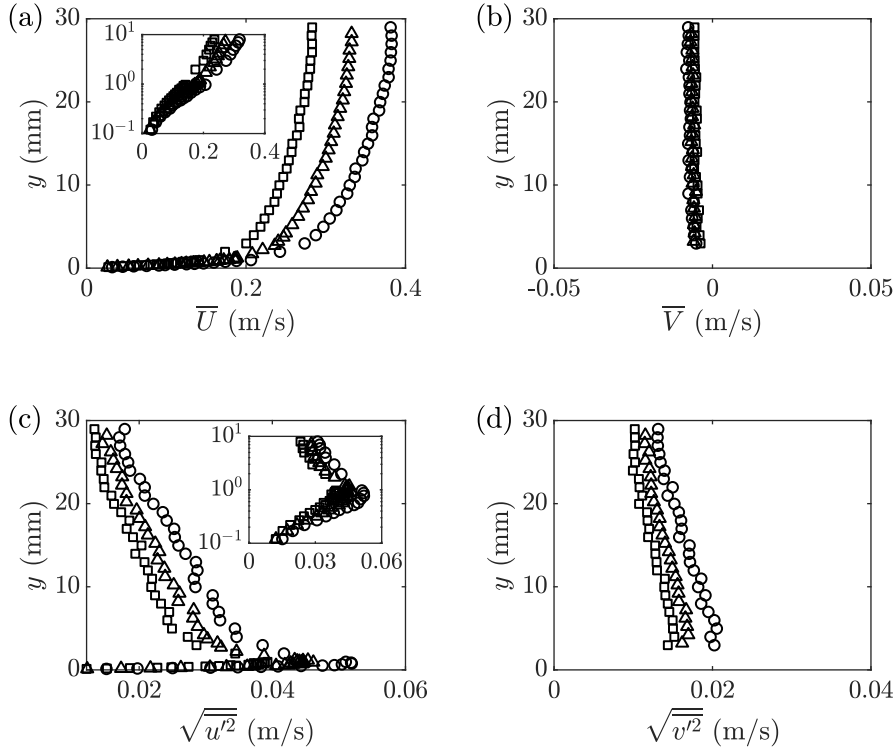 (a)
30
20
10
0
y (mm)
10^1
10^0
10^{-1}
0 0.2 0.4
0 0.2 0.4
\overline{U} (m/s)
(b)
30
20
10
0
y (mm)
-0.05 0 0.05
\overline{V} (m/s)
(c)
30
20
10
0
y (mm)
10^1
10^0
10^{-1}
0 0.03 0.06
0.02 0.04 0.06
\sqrt{\overline{u'^2}} (m/s)
(d)
30
20
10
0
y (mm)
0 0.02 0.04
\sqrt{\overline{v'^2}} (m/s)